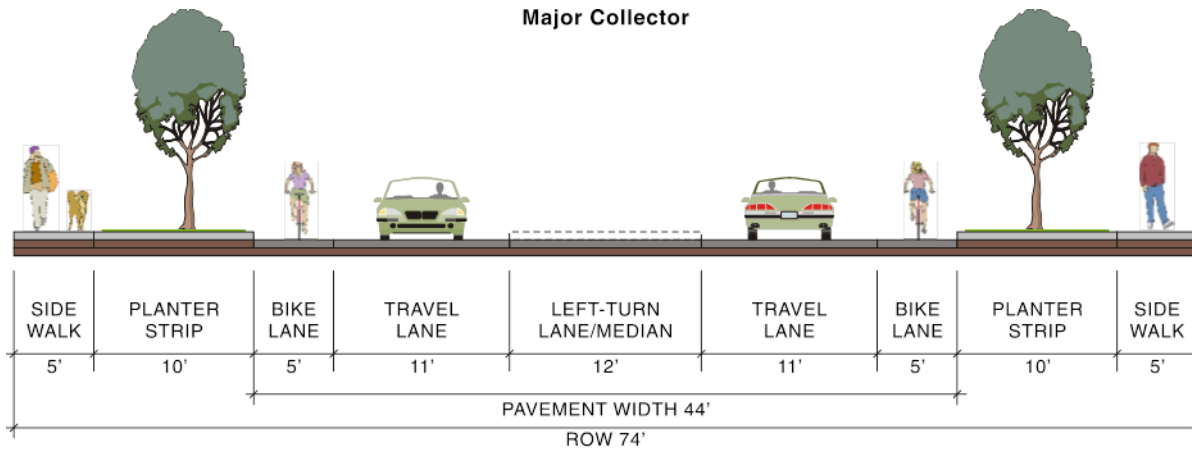 Major Collector
SIDE WALK
PLANTER STRIP
BIKE LANE
TRAVEL LANE
LEFT-TURN LANE/MEDIAN
TRAVEL LANE
BIKE LANE
PLANTER STRIP
SIDE WALK
5' 10' 5' 11' 12' 11' 5' 10' 5'
PAVEMENT WIDTH 44'
ROW 74'